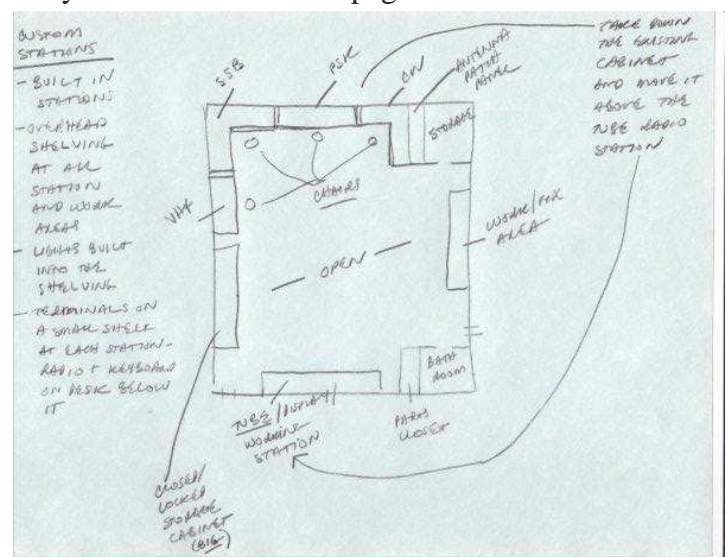 CUSTOM
STATIONS
- BUILT IN
STATIONS
- OVERHEAD
SHELVING
AT ALL
STATION
AND WORK
AREAS
- LIGHTS BUILT
INTO THE
SHELVING
- TERMINALS ON
A SMALL SHELF
AT EACH STATION -
RADIO + KEYBOARD
ON DESK BELOW
IT
SSB
PSK
CW
ANTENNA
PATCH
PANEL
STORAGE
TAKE DOWN
THE EXISTING
CABINET
AND MOVE IT
ABOVE THE
RADIO
STATION
VHF
CHAIRS
WORK/
AREA
OPEN
BATH
ROOM
/DISPLAY/
WORKING
STATION
PARTS
CLOSET
CLOSED/
LOCKED
STORAGE
CABINET
(BIG)